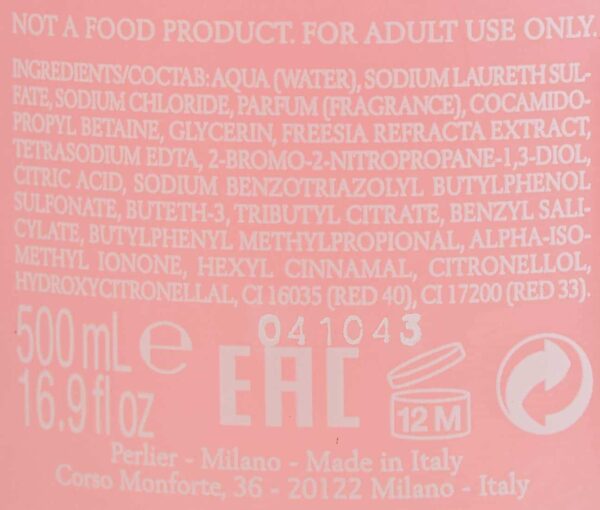 NOT A FOOD PRODUCT. FOR ADULT USE ONLY.
INGREDIENTS/СОСТАВ: AQUA (WATER), SODIUM LAURETH SUL-
FATE, SODIUM CHLORIDE, PARFUM (FRAGRANCE), COCAMIDO-
PROPYL BETAINE, GLYCERIN, FREESIA REFRACTA EXTRACT,
TETRASODIUM EDTA, 2-BROMO-2-NITROPROPANE-1,3-DIOL,
CITRIC ACID, SODIUM BENZOTRIAZOLYL BUTYLPHENOL
SULFONATE, BUTETH-3, TRIBUTYL CITRATE, BENZYL SALI-
CYLATE, BUTYLPHENYL METHYLPROPIONAL, ALPHA-ISO-
METHYL IONONE, HEXYL CINNAMAL, CITRONELLOL,
HYDROXYCITRONELLAL, CI 16035 (RED 40), CI 17200 (RED 33).
041043
500 mL e
16.9 fl oz
EAC
12 M
Perlier - Milano - Made in Italy
Corso Monforte, 36 - 20122 Milano - Italy